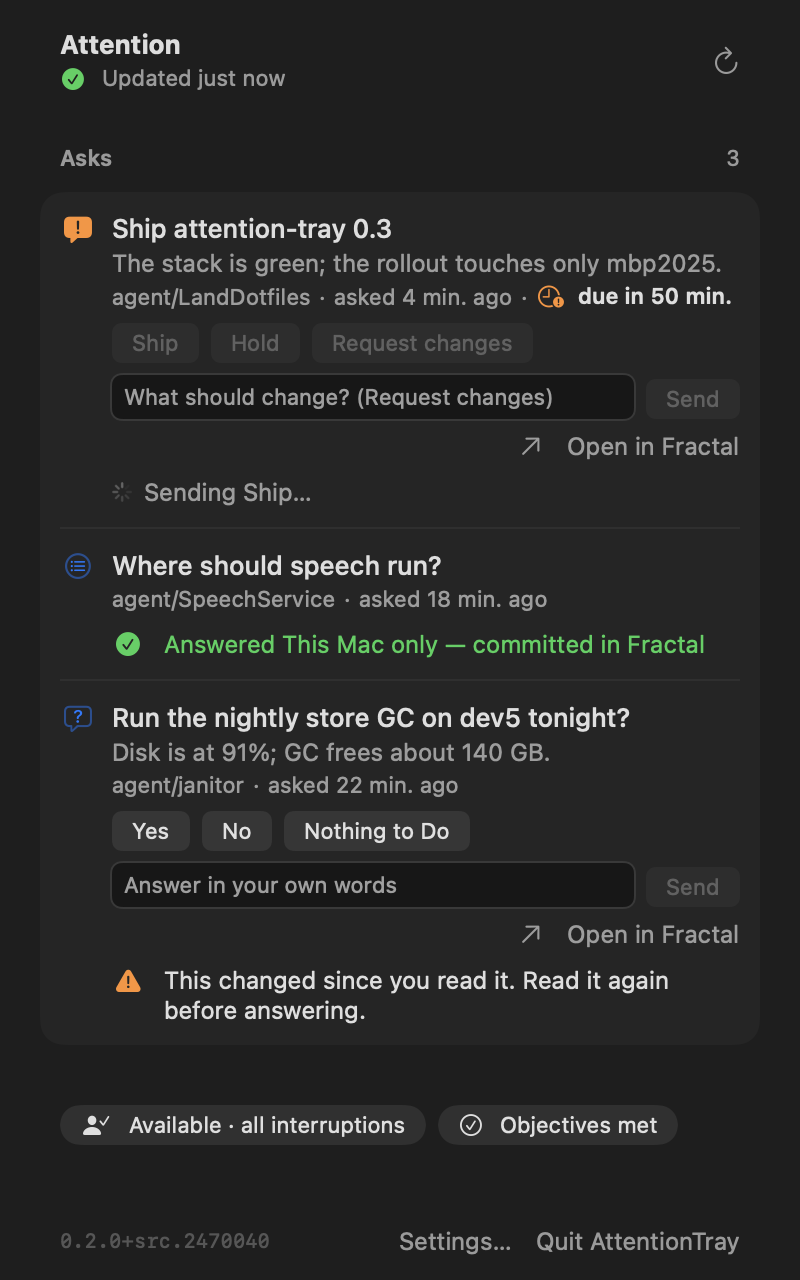 Attention
Updated just now
Asks
3
Ship attention-tray 0.3
The stack is green; the rollout touches only mbp2025.
agent/LandDotfiles · asked 4 min. ago · due in 50 min.
Ship Hold Request changes
What should change? (Request changes) Send
Open in Fractal
Sending Ship...
Where should speech run?
agent/SpeechService · asked 18 min. ago
Answered This Mac only — committed in Fractal
Run the nightly store GC on dev5 tonight?
Disk is at 91%; GC frees about 140 GB.
agent/janitor · asked 22 min. ago
Yes No Nothing to Do
Answer in your own words Send
Open in Fractal
This changed since you read it. Read it again
before answering.
Available · all interruptions Objectives met
0.2.0+src.2470040 Settings... Quit AttentionTray